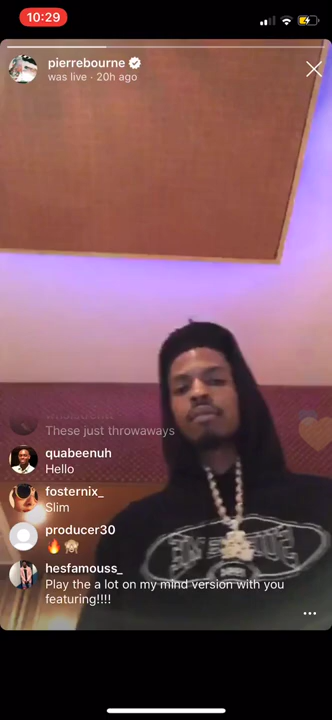 10:29
pierrebourne
was live · 20h ago
These just throwaways
quabeenuh
Hello
fosternix_
Slim
producer30
🔥🙈
hesfamouss_
Play the a lot on my mind version with you
featuring!!!!